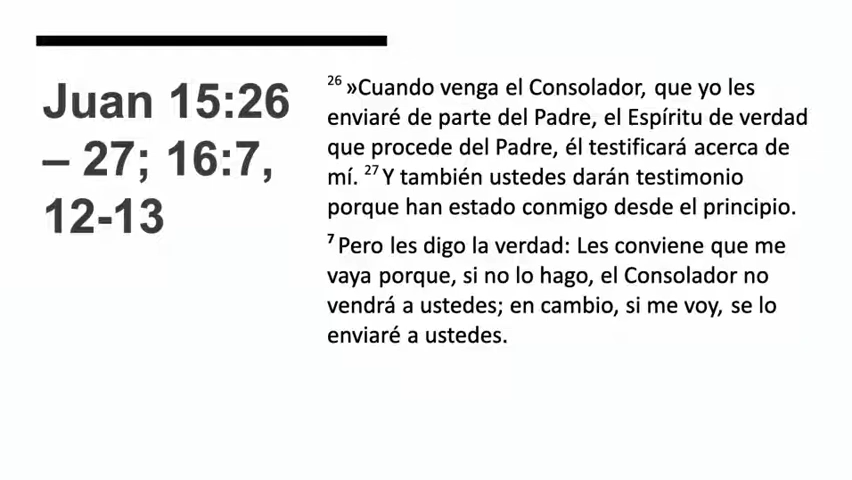 Juan 15:26
– 27; 16:7,
12-13
26 »Cuando venga el Consolador, que yo les
enviaré de parte del Padre, el Espíritu de verdad
que procede del Padre, él testificará acerca de
mí. 27 Y también ustedes darán testimonio
porque han estado conmigo desde el principio.
7 Pero les digo la verdad: Les conviene que me
vaya porque, si no lo hago, el Consolador no
vendrá a ustedes; en cambio, si me voy, se lo
enviaré a ustedes.